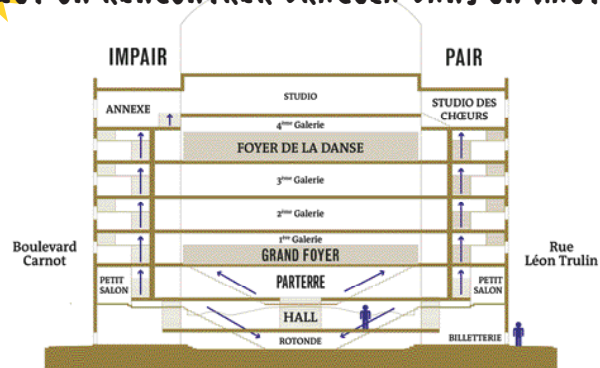 IMPAIR
PAIR
STUDIO
ANNEXE
STUDIO DES
CHŒURS
4ème Galerie
FOYER DE LA DANSE
3ème Galerie
2ème Galerie
1ère Galerie
GRAND FOYER
Boulevard
Carnot
Rue
Léon Trulin
PETIT
SALON
PARTERRE
PETIT
SALON
HALL
ROTONDE
BILLETTERIE